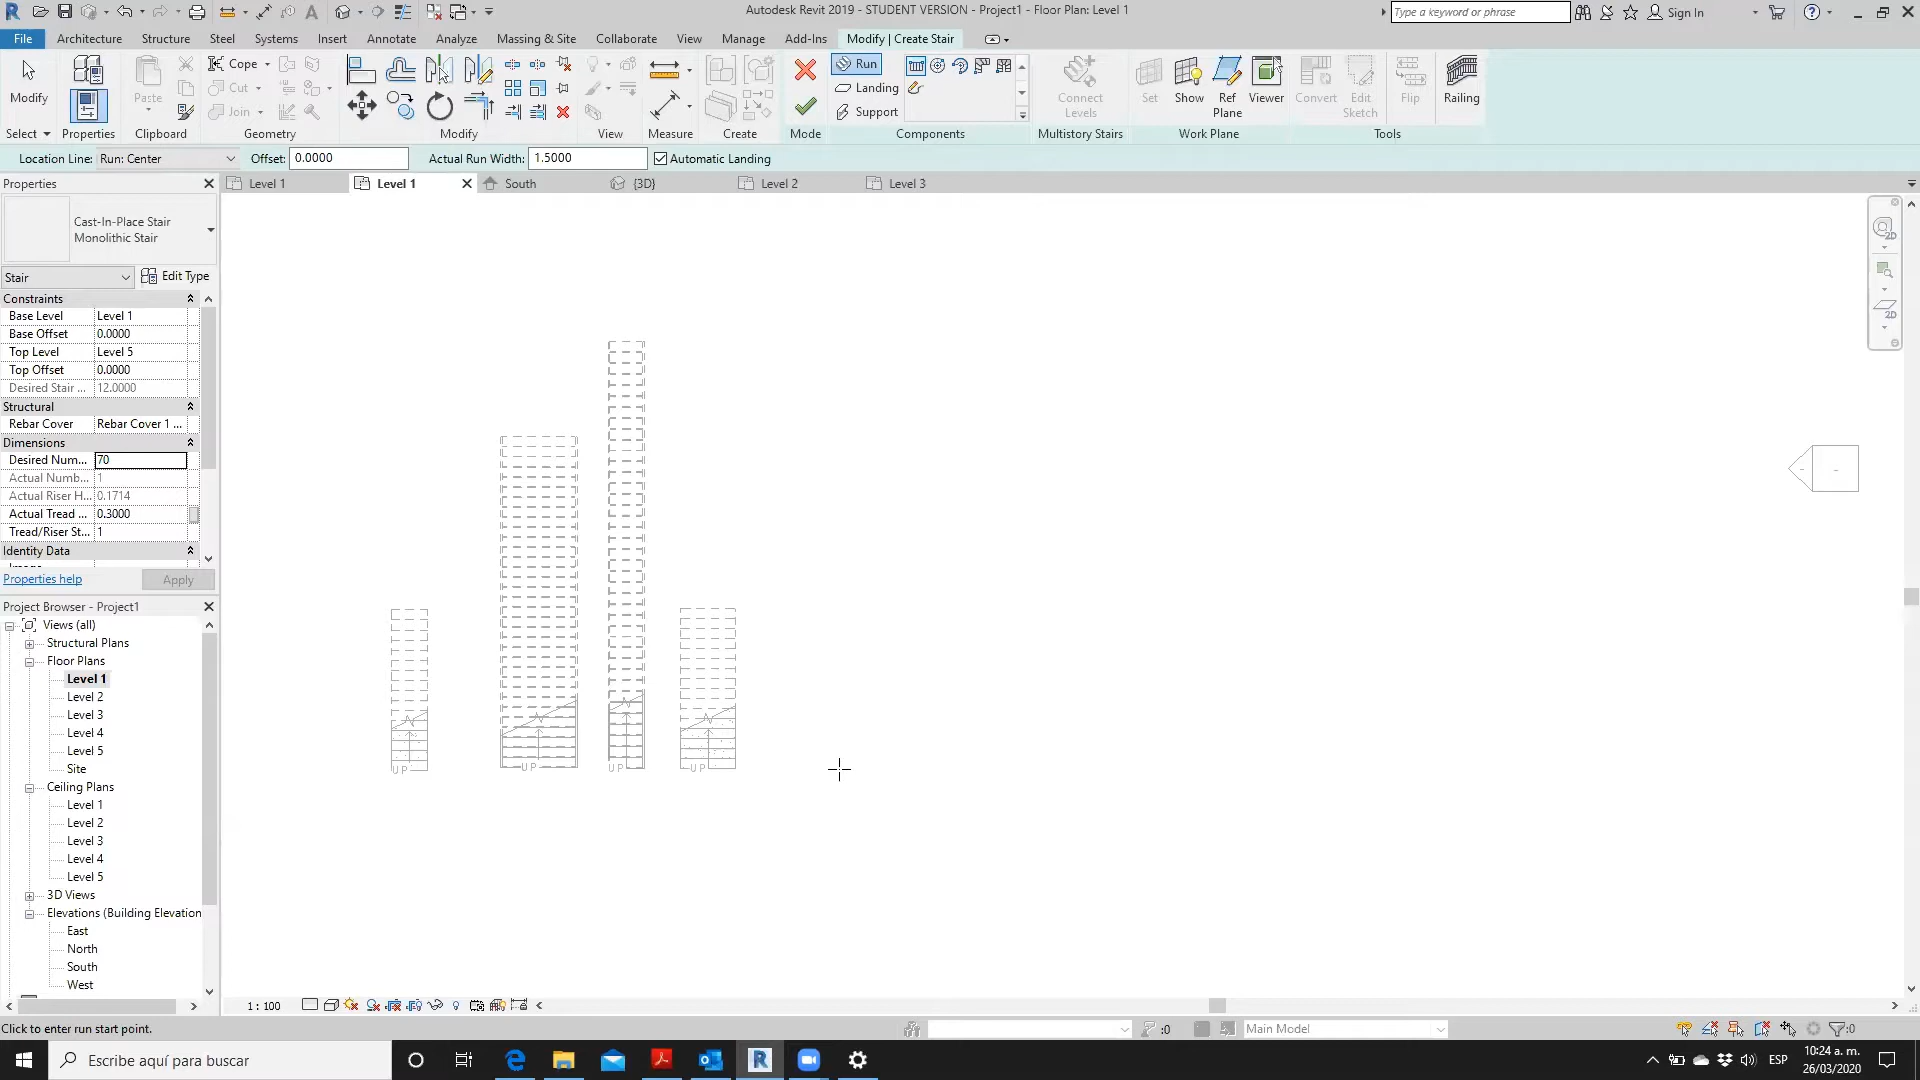 Autodesk Revit 2019 - STUDENT VERSION - Project1 - Floor Plan: Level 1
Type a keyword or phrase
Sign In
File Architecture Structure Steel Systems Insert Annotate Analyze Massing & Site Collaborate View Manage Add-Ins Modify | Create Stair
Modify
Paste
Cope
Cut
Join
Run
Landing
Support
Connect Levels
Set
Show
Ref Plane
Viewer
Convert
Edit Sketch
Flip
Railing
Select Properties Clipboard Geometry Modify View Measure Create Mode Components Multistory Stairs Work Plane Tools
Location Line: Run: Center Offset: 0.0000 Actual Run Width: 1.5000 Automatic Landing
Properties
Level 1 Level 1 South {3D} Level 2 Level 3
Cast-In-Place Stair
Monolithic Stair
Stair Edit Type
Constraints
Base Level Level 1
Base Offset 0.0000
Top Level Level 5
Top Offset 0.0000
Desired Stair ... 12.0000
Structural
Rebar Cover Rebar Cover 1 ...
Dimensions
Desired Num... 70
Actual Numb... 1
Actual Riser H... 0.1714
Actual Tread ... 0.3000
Tread/Riser St... 1
Identity Data
Properties help Apply
Project Browser - Project1
Views (all)
Structural Plans
Floor Plans
Level 1
Level 2
Level 3
Level 4
Level 5
Site
Ceiling Plans
Level 1
Level 2
Level 3
Level 4
Level 5
3D Views
Elevations (Building Elevation
East
North
South
West
UP UP UP UP
2D
2D
1 : 100
Click to enter run start point.
:0
Main Model
:0
Escribe aquí para buscar
ESP
10:24 a. m.
26/03/2020